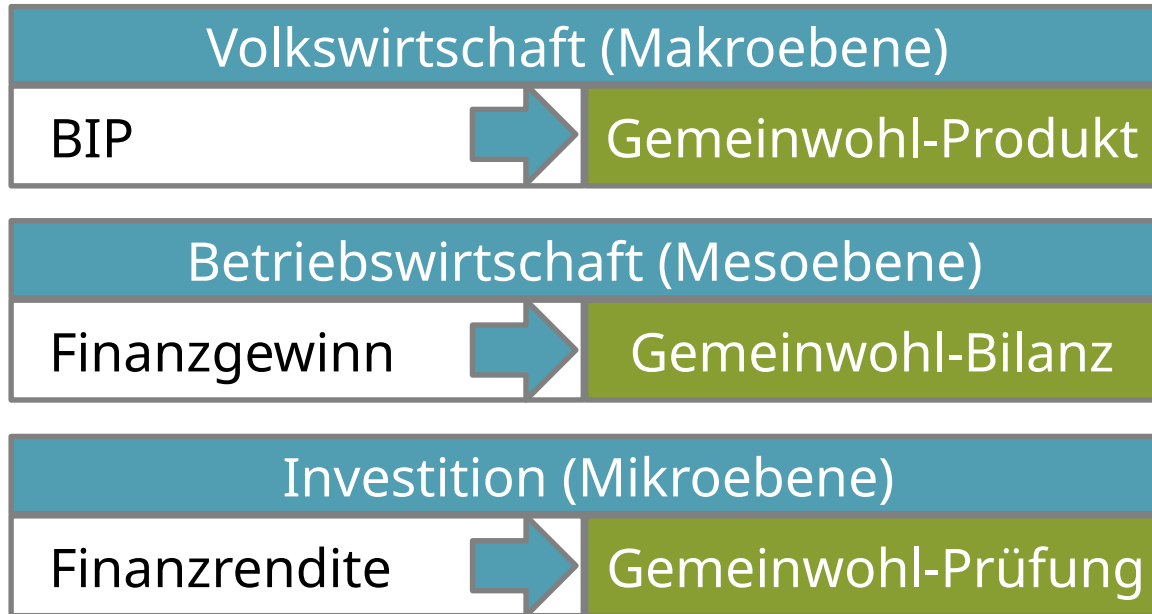 Volkswirtschaft (Makroebene)
BIP Gemeinwohl-Produkt
Betriebswirtschaft (Mesoebene)
Finanzgewinn Gemeinwohl-Bilanz
Investition (Mikroebene)
Finanzrendite Gemeinwohl-Prüfung